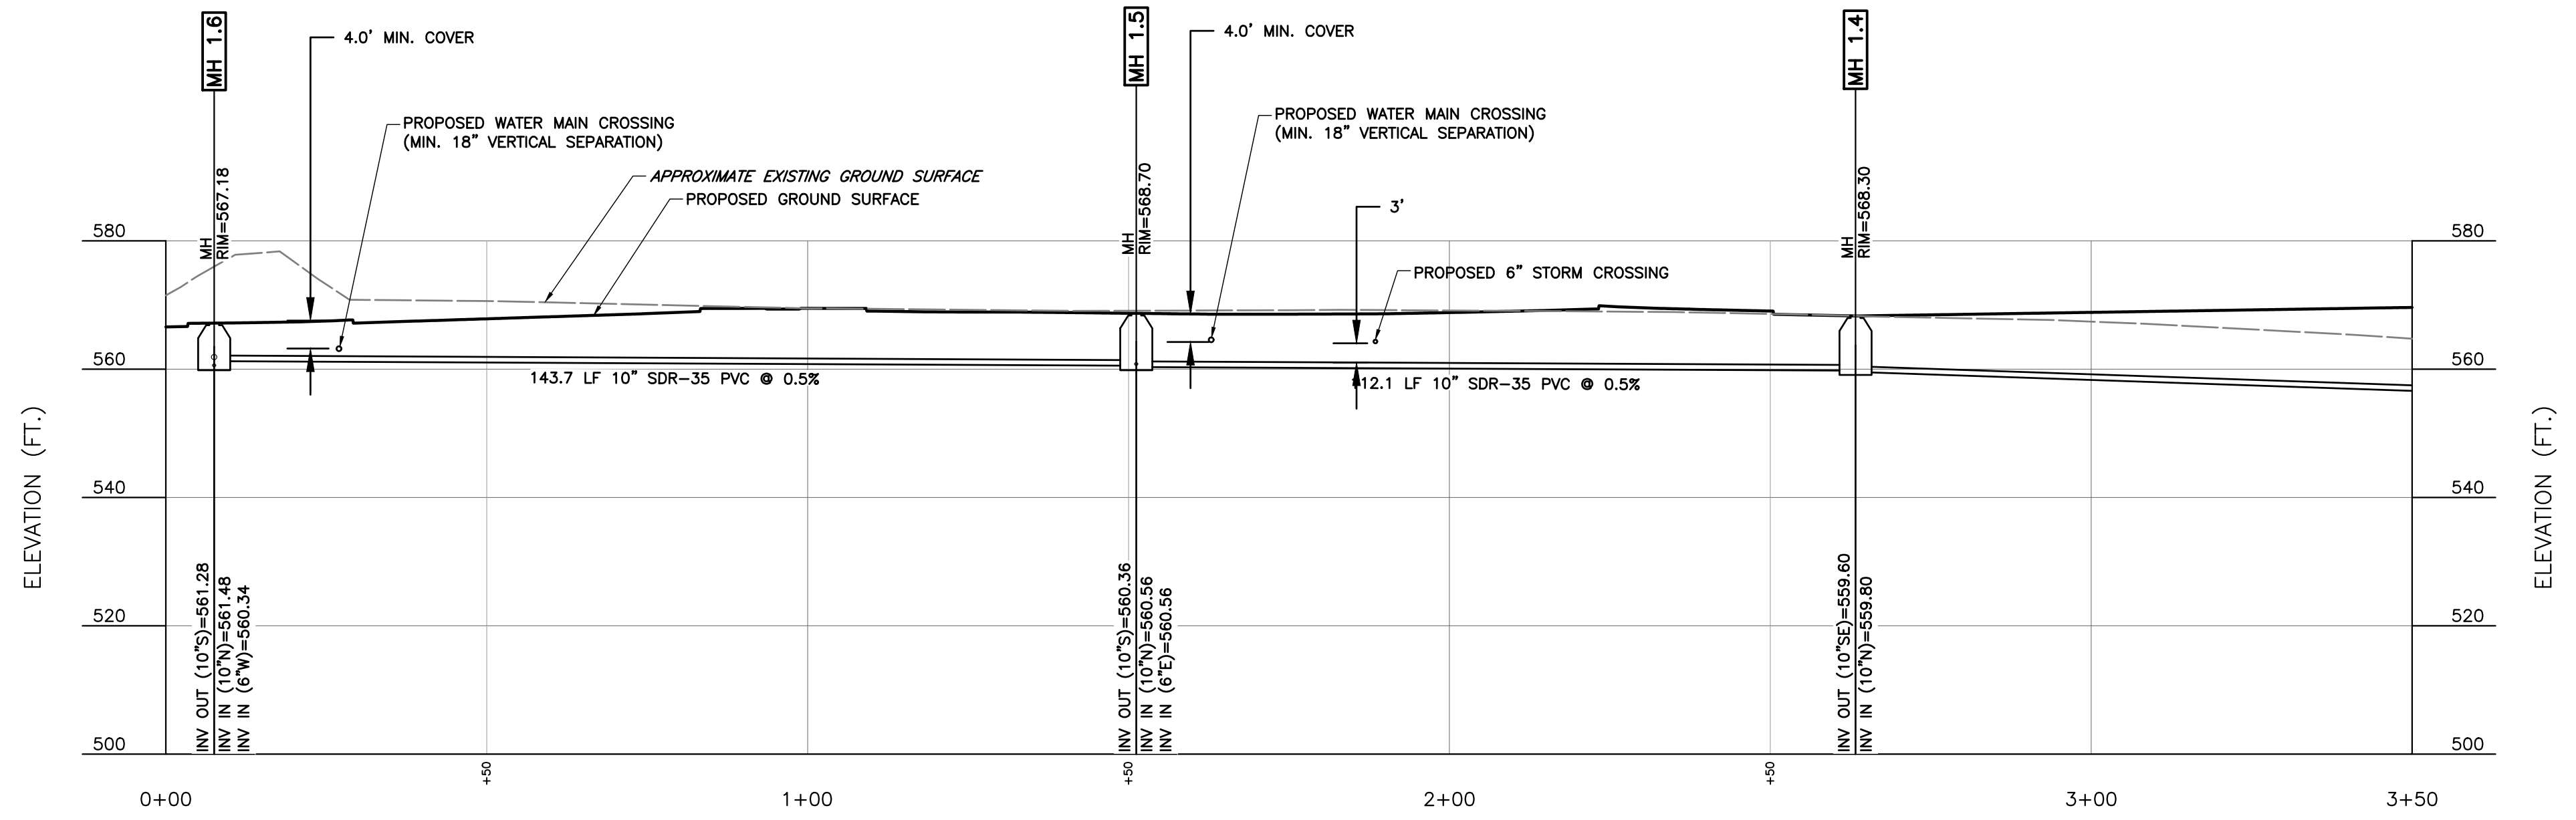 MH 1.6
MH 1.5
MH 1.4
4.0' MIN. COVER
4.0' MIN. COVER
PROPOSED WATER MAIN CROSSING
(MIN. 18" VERTICAL SEPARATION)
PROPOSED WATER MAIN CROSSING
(MIN. 18" VERTICAL SEPARATION)
APPROXIMATE EXISTING GROUND SURFACE
PROPOSED GROUND SURFACE
3'
PROPOSED 6" STORM CROSSING
MH
RIM=567.18
MH
RIM=568.70
MH
RIM=568.30
580
580
560
560
540
540
520
520
500
500
ELEVATION (FT.)
ELEVATION (FT.)
143.7 LF 10" SDR-35 PVC @ 0.5%
12.1 LF 10" SDR-35 PVC @ 0.5%
INV OUT (10"S)=561.28
INV IN (10"N)=561.48
INV IN (6"W)=560.34
INV OUT (10"S)=560.36
INV IN (10"N)=560.56
INV IN (6"E)=560.56
INV OUT (10"SE)=559.60
INV IN (10"N)=559.80
+50
+50
+50
0+00
1+00
2+00
3+00
3+50